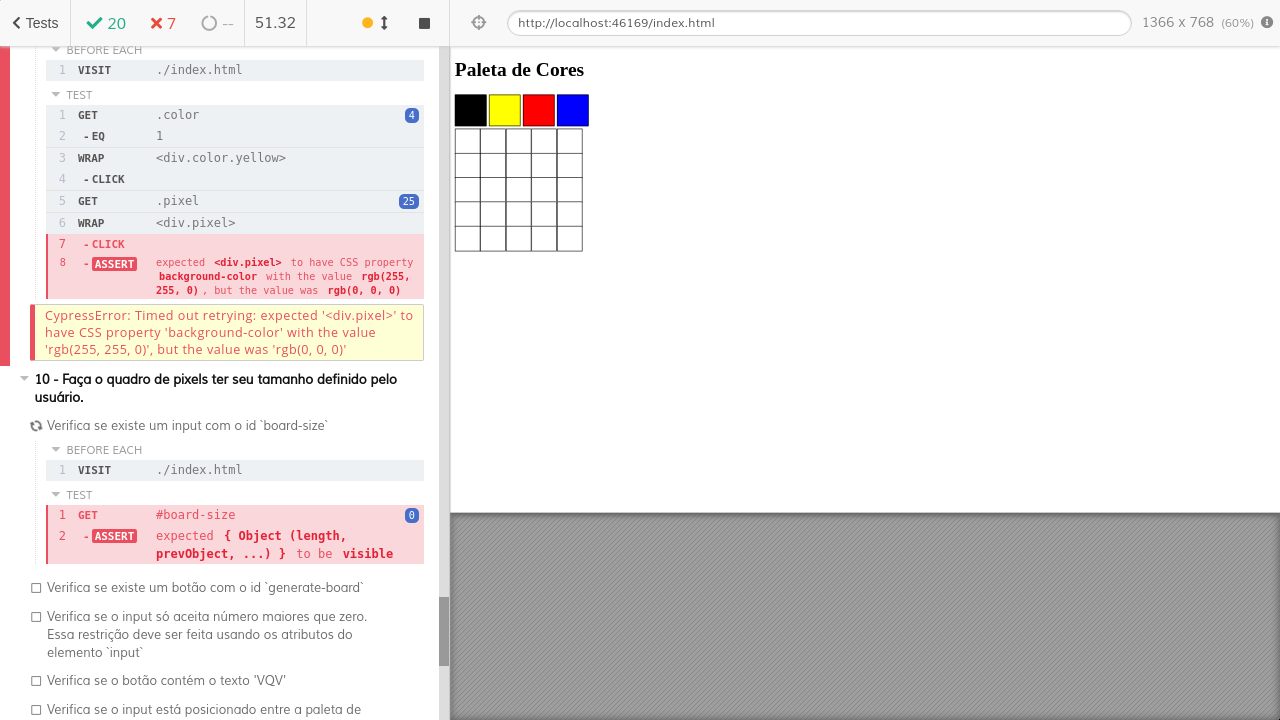 Tests 20 7 -- 51.32
http://localhost:46169/index.html 1366 x 768 (60%)
BEFORE EACH
1 VISIT ./index.html
TEST
1 GET .color 4
2 - EQ 1
3 WRAP <div.color.yellow>
4 - CLICK
5 GET .pixel 25
6 WRAP <div.pixel>
7 - CLICK
8 - ASSERT expected <div.pixel> to have CSS property
background-color with the value rgb(255,
255, 0), but the value was rgb(0, 0, 0)
CypressError: Timed out retrying: expected '<div.pixel>' to
have CSS property 'background-color' with the value
'rgb(255, 255, 0)', but the value was 'rgb(0, 0, 0)'
10 - Faça o quadro de pixels ter seu tamanho definido pelo
usuário.
Verifica se existe um input com o id `board-size`
BEFORE EACH
1 VISIT ./index.html
TEST
1 GET #board-size 0
2 - ASSERT expected { Object (length,
prevObject, ...) } to be visible
Verifica se existe um botão com o id `generate-board`
Verifica se o input só aceita número maiores que zero.
Essa restrição deve ser feita usando os atributos do
elemento `input`
Verifica se o botão contém o texto 'VQV'
Verifica se o input está posicionado entre a paleta de
Paleta de Cores